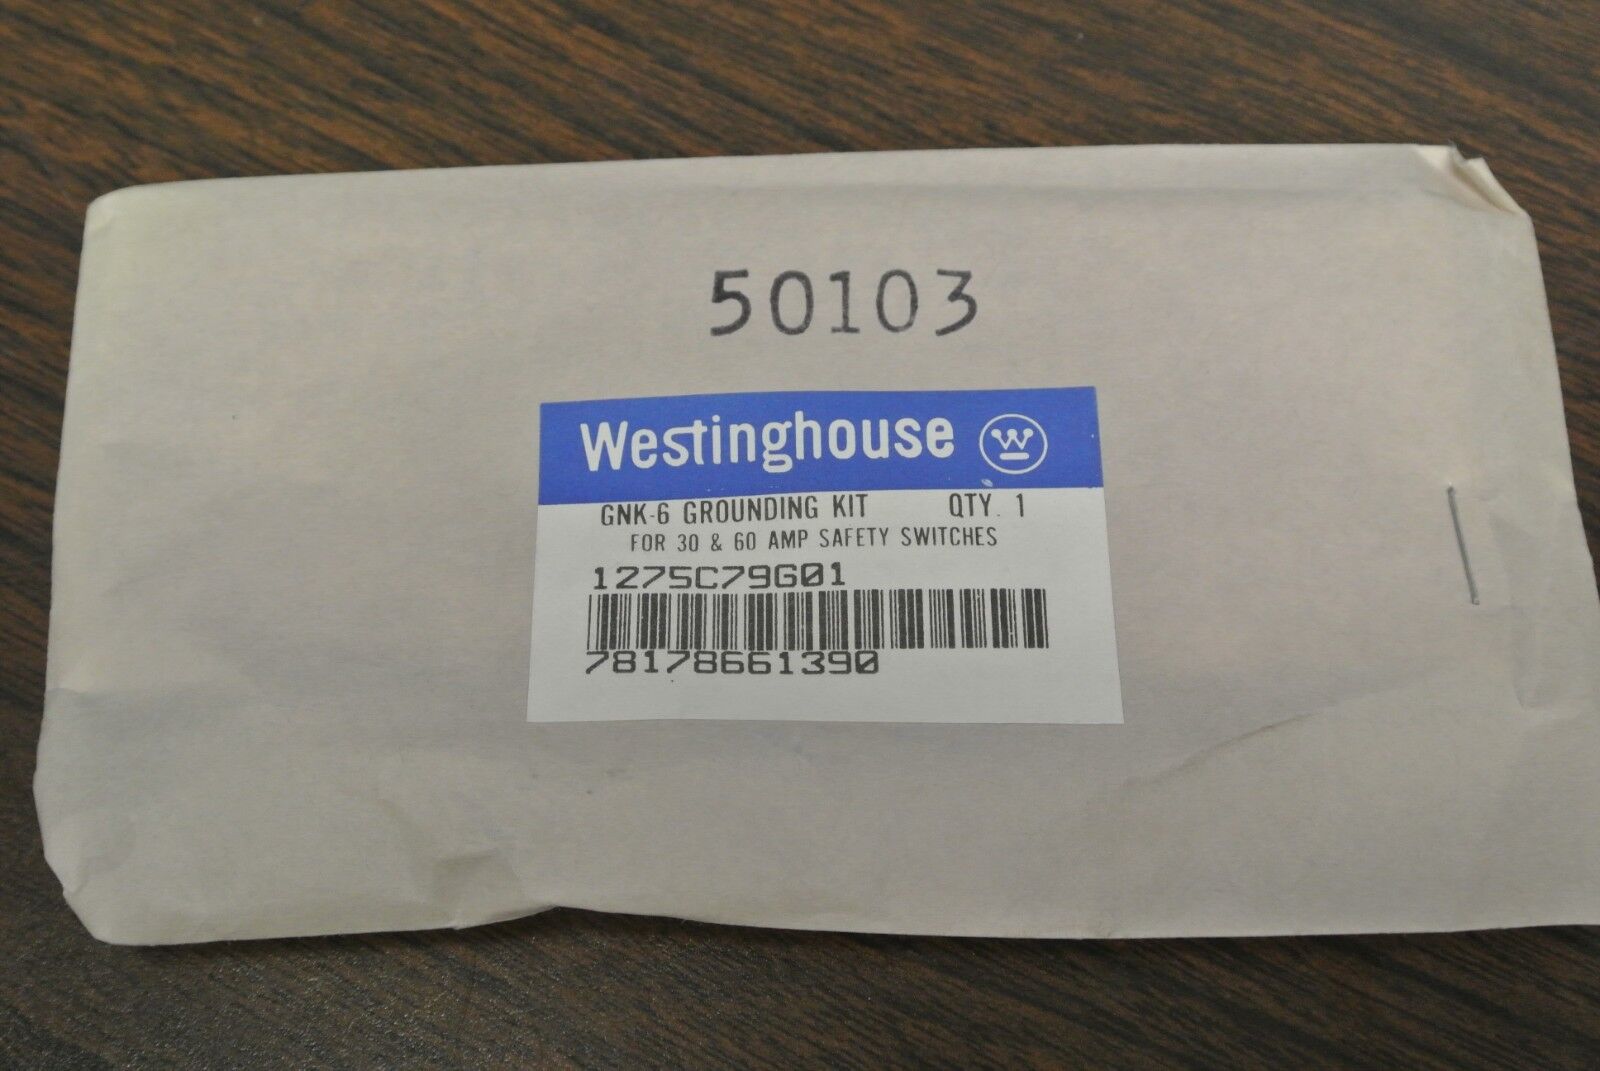 50103
Westinghouse W
GNK-6 GROUNDING KIT QTY. 1
FOR 30 & 60 AMP SAFETY SWITCHES
1275C79G01
78178661390